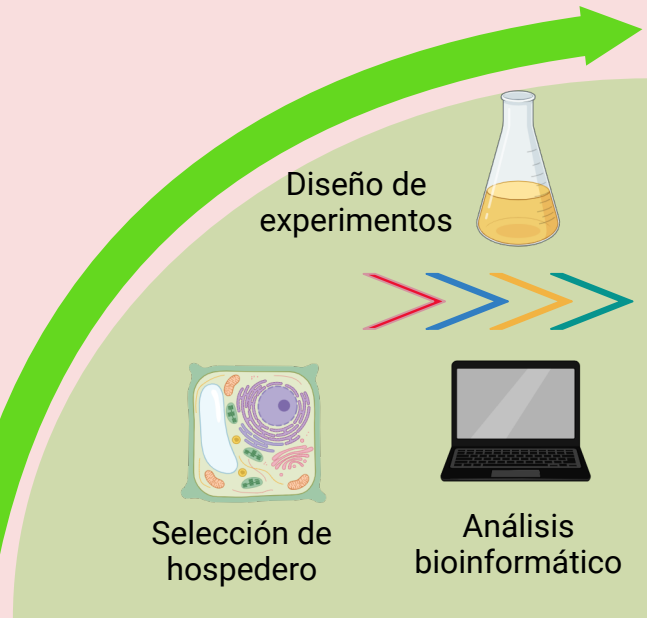 Diseño de
experimentos
Selección de
hospedero
Análisis
bioinformático